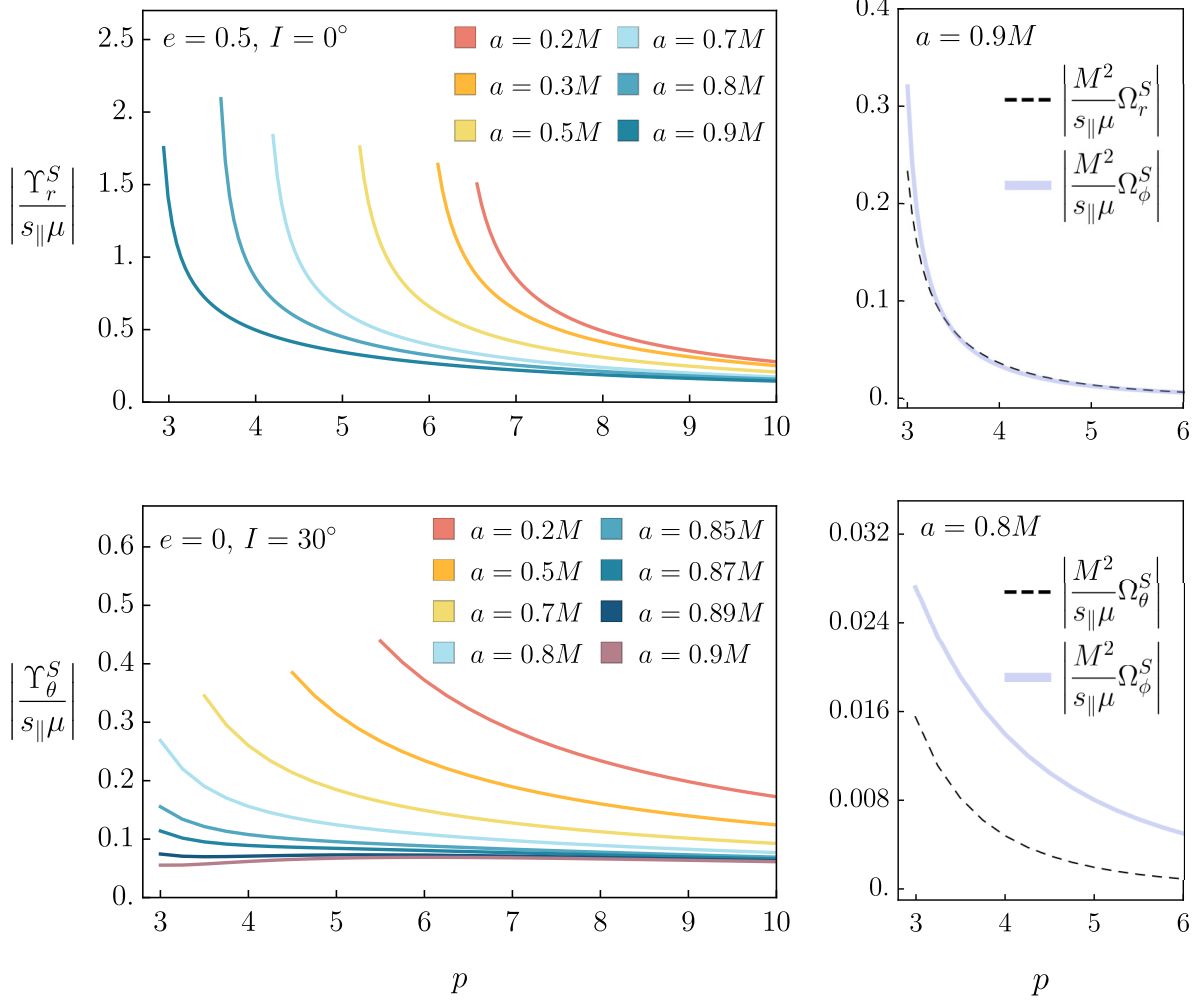 e = 0.5, I = 0°
a = 0.2M
a = 0.7M
a = 0.3M
a = 0.8M
a = 0.5M
a = 0.9M
|Υ_r^S / s_∥μ|
2.5
2.
1.5
1.
0.5
0.
3 4 5 6 7 8 9 10
a = 0.9M
|M² / s_∥μ Ω_r^S|
|M² / s_∥μ Ω_ϕ^S|
0.4
0.3
0.2
0.1
0.
3 4 5 6
e = 0, I = 30°
a = 0.2M
a = 0.85M
a = 0.5M
a = 0.87M
a = 0.7M
a = 0.89M
a = 0.8M
a = 0.9M
|Υ_θ^S / s_∥μ|
0.6
0.5
0.4
0.3
0.2
0.1
0.
3 4 5 6 7 8 9 10
p
a = 0.8M
|M² / s_∥μ Ω_θ^S|
|M² / s_∥μ Ω_ϕ^S|
0.032
0.024
0.016
0.008
0.
3 4 5 6
p